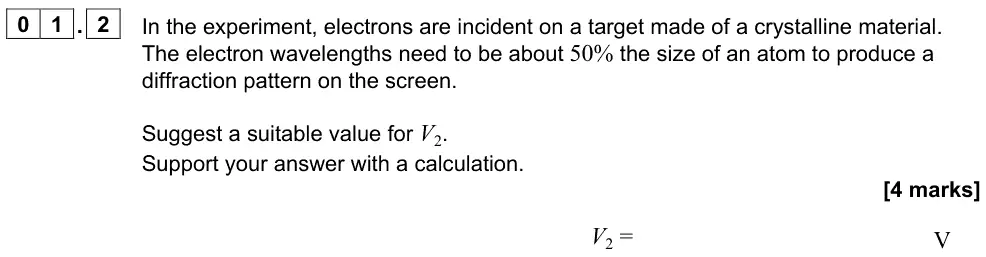 01.2 In the experiment, electrons are incident on a target made of a crystalline material.
The electron wavelengths need to be about 50% the size of an atom to produce a
diffraction pattern on the screen.
Suggest a suitable value for V₂.
Support your answer with a calculation.
[4 marks]
V₂ = V